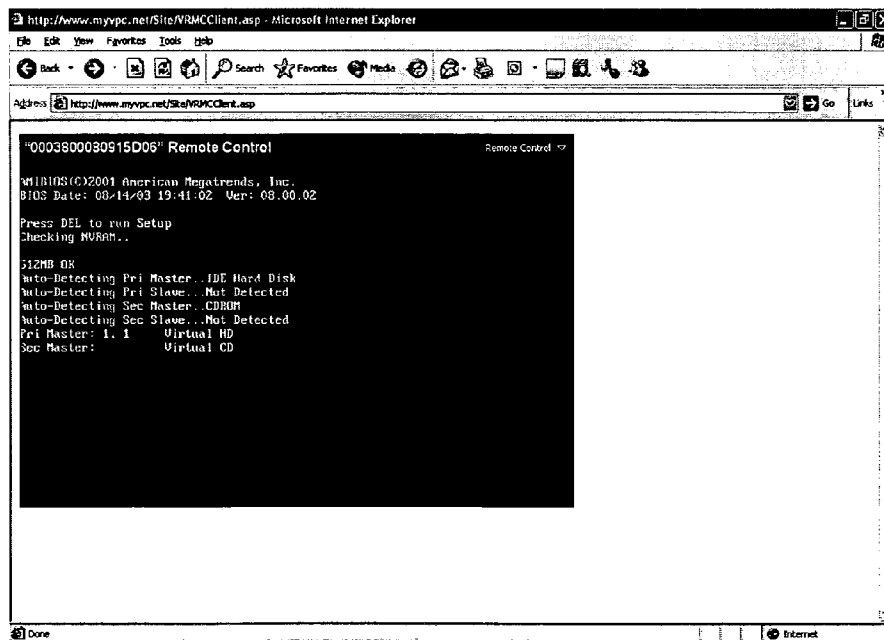 http://www.myvpc.net/Site/VRMCClient.asp - Microsoft Internet Explorer
File Edit View Favorites Tools Help
Back Search Favorites Media
Address http://www.myvpc.net/Site/VRMCClient.asp Go Links
"0003800080915D06" Remote Control Remote Control
AMIBIOS(C)2001 American Megatrends, Inc.
BIOS Date: 08/14/03 19:41:02 Ver: 08.00.02
Press DEL to run Setup
Checking NVRAM..
512MB OK
Auto-Detecting Pri Master..IDE Hard Disk
Auto-Detecting Pri Slave...Not Detected
Auto-Detecting Sec Master..CDROM
Auto-Detecting Sec Slave...Not Detected
Pri Master: 1. 1 Virtual HD
Sec Master: Virtual CD
Done Internet